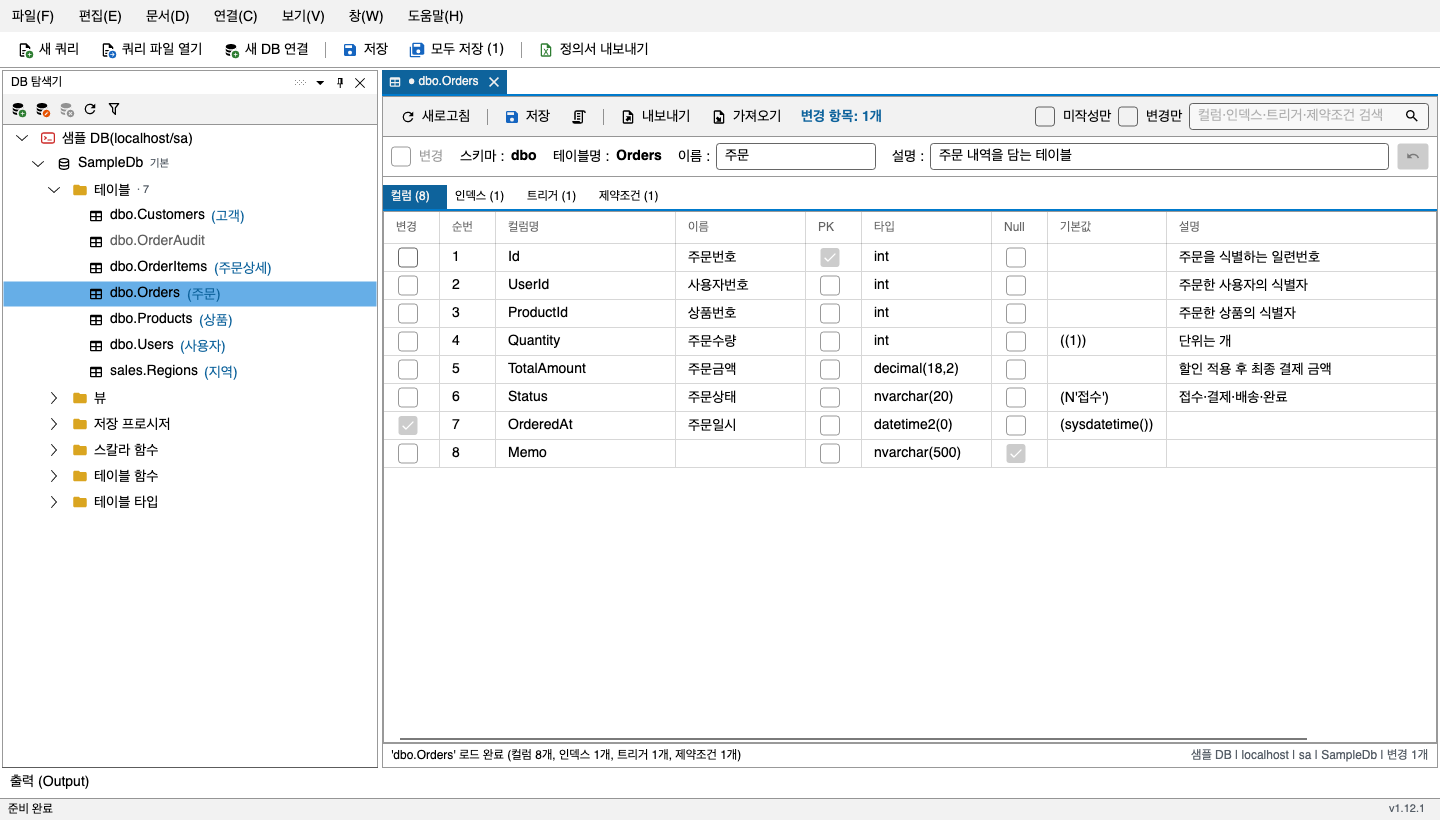 파일(F) 편집(E) 문서(D) 연결(C) 보기(V) 창(W) 도움말(H)
새 쿼리 쿼리 파일 열기 새 DB 연결 저장 모두 저장 (1) 정의서 내보내기
DB 탐색기
샘플 DB(localhost/sa)
SampleDb 기본
테이블 · 7
dbo.Customers (고객)
dbo.OrderAudit
dbo.OrderItems (주문상세)
dbo.Orders (주문)
dbo.Products (상품)
dbo.Users (사용자)
sales.Regions (지역)
뷰
저장 프로시저
스칼라 함수
테이블 함수
테이블 타입
● dbo.Orders
새로고침 저장 내보내기 가져오기 변경 항목: 1개 미작성만 변경만 컬럼·인덱스·트리거·제약조건 검색
변경 스키마 : dbo 테이블명 : Orders 이름 : 주문 설명 : 주문 내역을 담는 테이블
컬럼 (8) 인덱스 (1) 트리거 (1) 제약조건 (1)
변경 순번 컬럼명 이름 PK 타입 Null 기본값 설명
1 Id 주문번호 int 주문을 식별하는 일련번호
2 UserId 사용자번호 int 주문한 사용자의 식별자
3 ProductId 상품번호 int 주문한 상품의 식별자
4 Quantity 주문수량 int ((1)) 단위는 개
5 TotalAmount 주문금액 decimal(18,2) 할인 적용 후 최종 결제 금액
6 Status 주문상태 nvarchar(20) (N'접수') 접수·결제·배송·완료
7 OrderedAt 주문일시 datetime2(0) (sysdatetime())
8 Memo nvarchar(500)
'dbo.Orders' 로드 완료 (컬럼 8개, 인덱스 1개, 트리거 1개, 제약조건 1개) 샘플 DB | localhost | sa | SampleDb | 변경 1개
출력 (Output)
준비 완료 v1.12.1